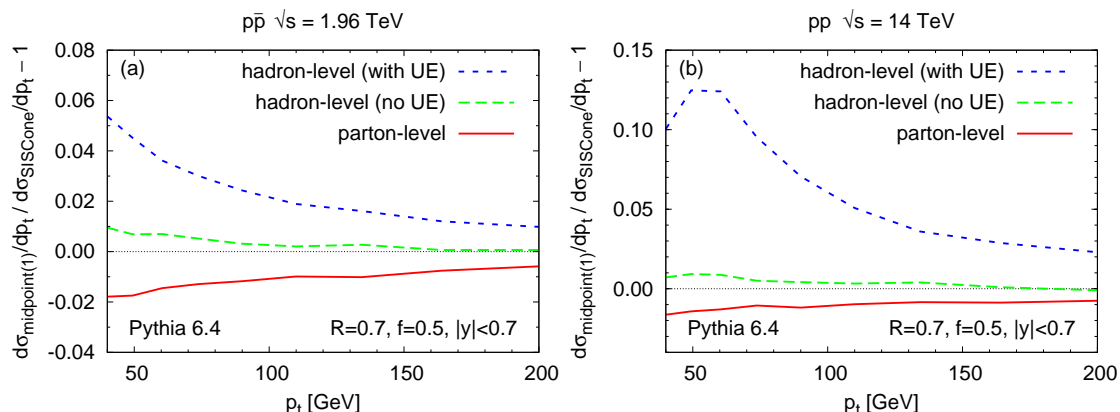 pp̄ √s = 1.96 TeV
dσmidpoint(1)/dpt / dσSISCone/dpt − 1
0.08
0.06
0.04
0.02
0.00
-0.02
-0.04
(a)
hadron-level (with UE)
hadron-level (no UE)
parton-level
Pythia 6.4
R=0.7, f=0.5, |y|<0.7
50
100
150
200
pt [GeV]
pp √s = 14 TeV
dσmidpoint(1)/dpt / dσSISCone/dpt − 1
0.15
0.10
0.05
0.00
(b)
hadron-level (with UE)
hadron-level (no UE)
parton-level
Pythia 6.4
R=0.7, f=0.5, |y|<0.7
50
100
150
200
pt [GeV]